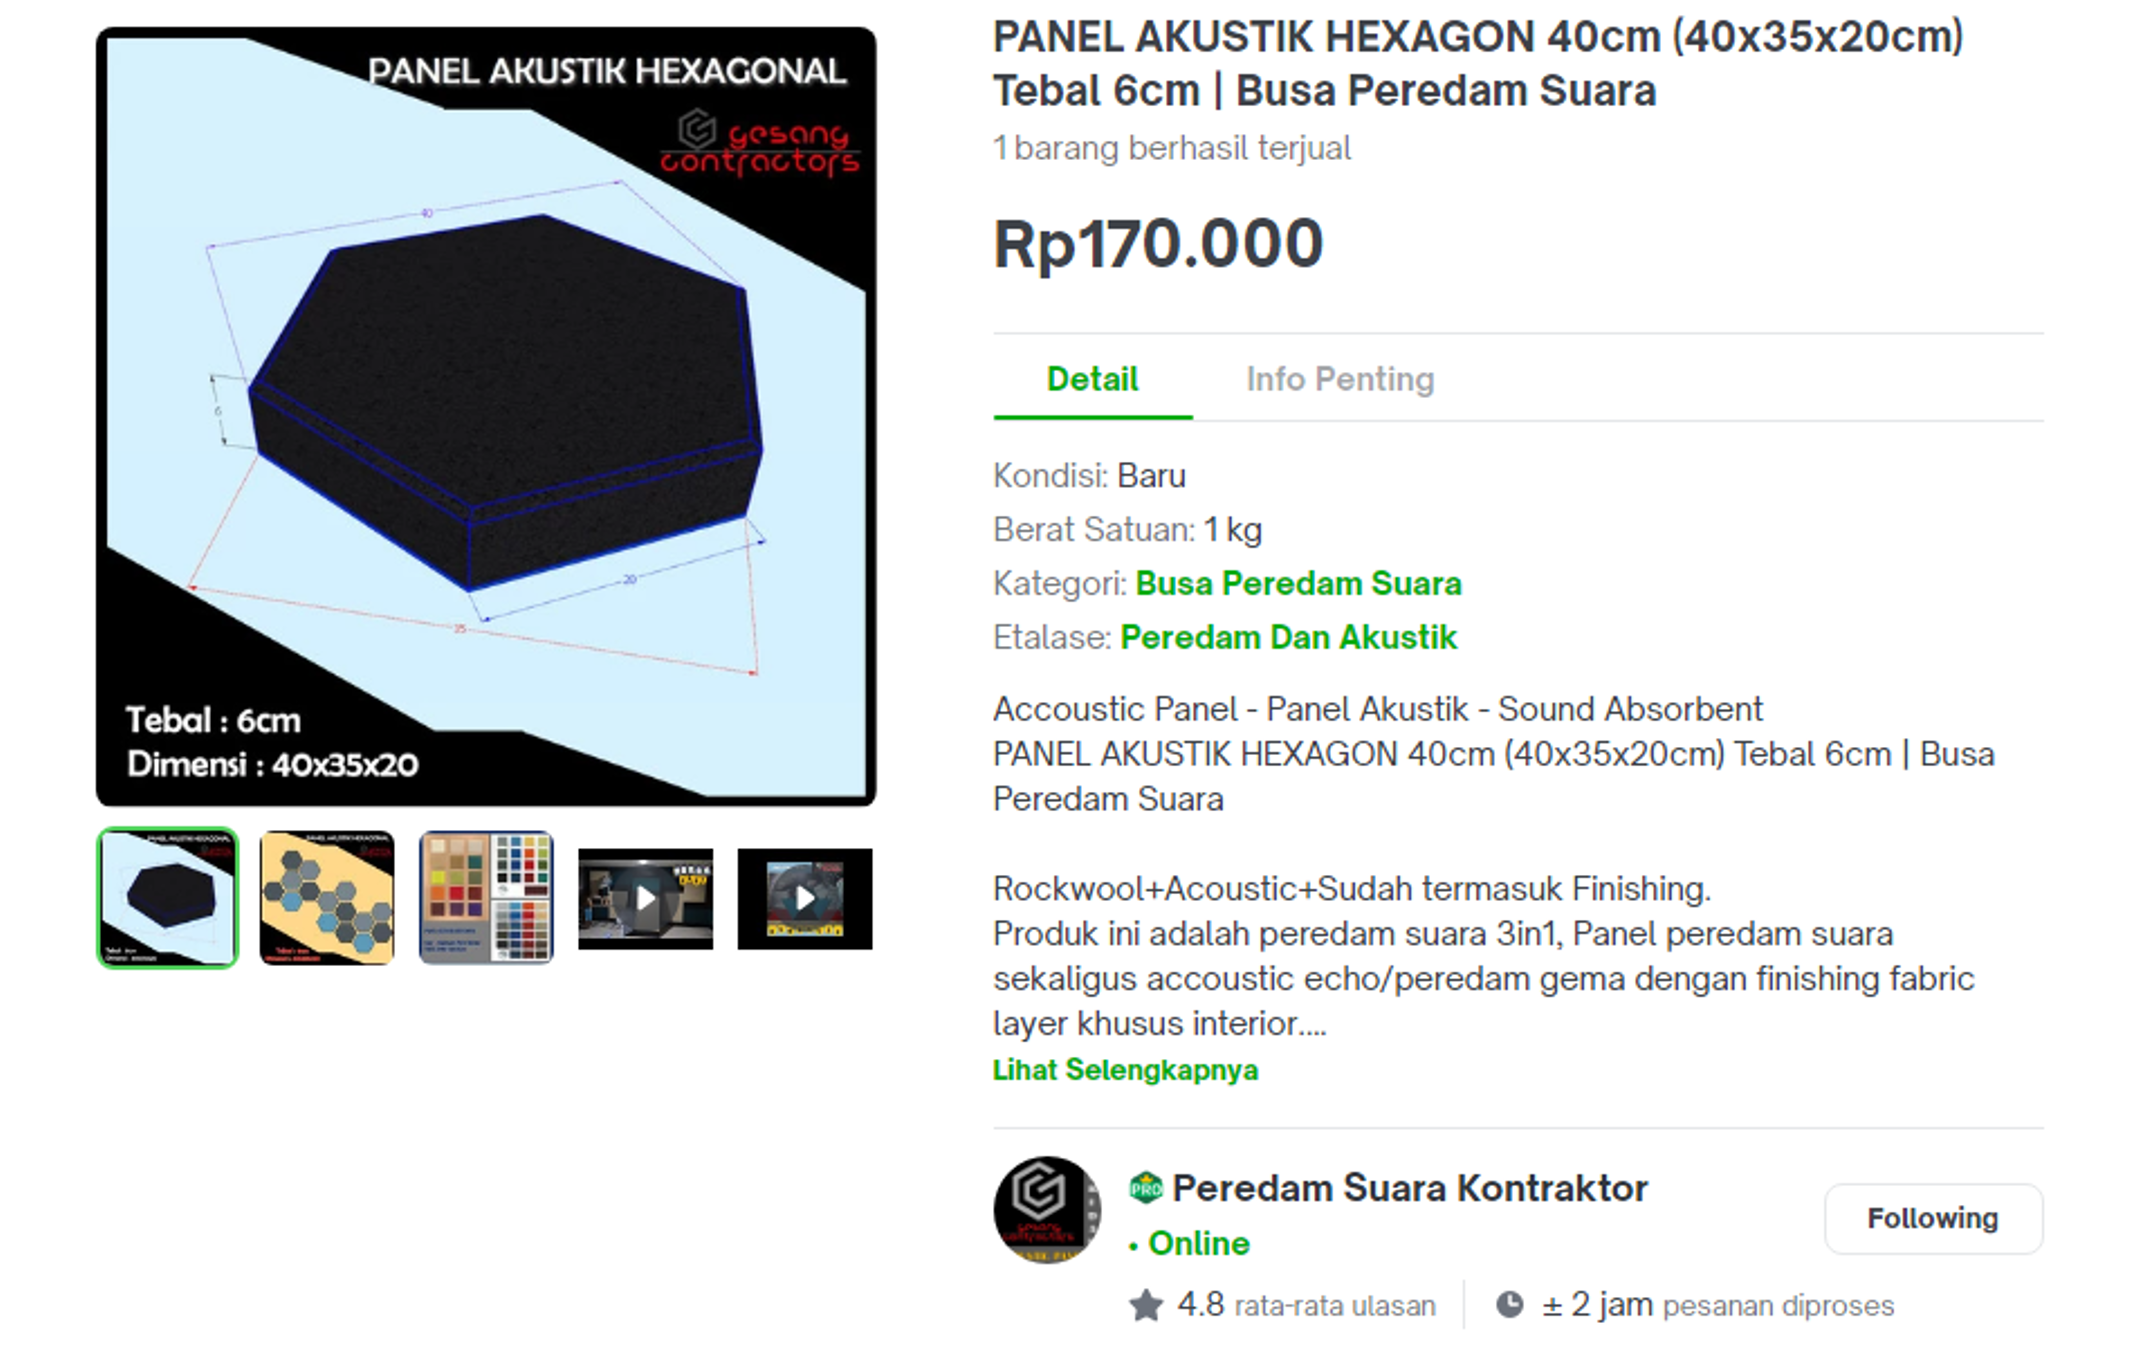 PANEL AKUSTIK HEXAGONAL
gesang
contractors
40
6
20
35
Tebal : 6cm
Dimensi : 40x35x20
PANEL AKUSTIK HEXAGON 40cm (40x35x20cm)
Tebal 6cm | Busa Peredam Suara
1 barang berhasil terjual
Rp170.000
Detail
Info Penting
Kondisi: Baru
Berat Satuan: 1 kg
Kategori: Busa Peredam Suara
Etalase: Peredam Dan Akustik
Accoustic Panel - Panel Akustik - Sound Absorbent
PANEL AKUSTIK HEXAGON 40cm (40x35x20cm) Tebal 6cm | Busa
Peredam Suara
Rockwool+Acoustic+Sudah termasuk Finishing.
Produk ini adalah peredam suara 3in1, Panel peredam suara
sekaligus accoustic echo/peredam gema dengan finishing fabric
layer khusus interior....
Lihat Selengkapnya
gesang
contractors
PRO Peredam Suara Kontraktor
• Online
Following
4.8 rata-rata ulasan
± 2 jam pesanan diproses